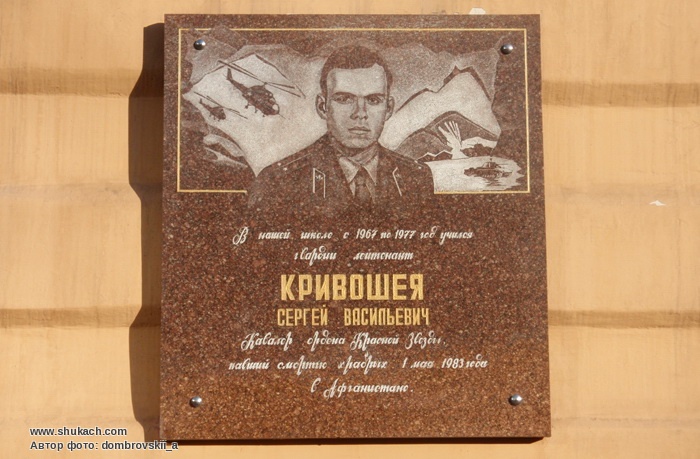 В нашей школе с 1967 по 1977 год учился
гвардии лейтенант
КРИВОШЕЯ
СЕРГЕЙ ВАСИЛЬЕВИЧ
Кавалер ордена Красной Звезды,
павший смертью храбрых 1 мая 1983 года
в Афганистане.
www.shukach.com
Автор фото: dombrovskii_a